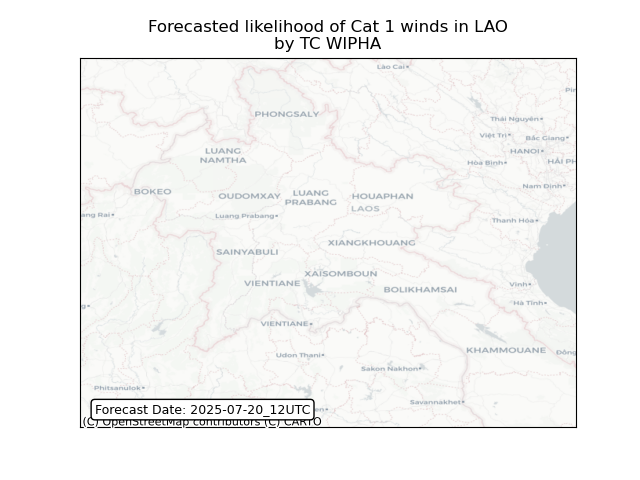 Forecasted likelihood of Cat 1 winds in LAO
by TC WIPHA
Lào Cai
PHONGSALY
Thái Nguyên
Việt Trì
Bắc Giang
LUANG
NAMTHA
HANOI
HẢI PH
Hòa Bình
BOKEO
OUDOMXAY
LUANG
PRABANG
HOUAPHAN
Nam Định
LAOS
ang Rai
Luang Prabang
Thanh Hóa
XIANGKHOUANG
SAINYABULI
XAISOMBOUN
VIENTIANE
BOLIKHAMSAI
Vinh
Hà Tĩnh
VIENTIANE
KHAMMOUANE
Đồng
Udon Thani
Sakon Nakhon
Phitsanulok
Savannakhet
Forecast Date: 2025-07-20_12UTC
(C) OpenStreetMap contributors (C) CARTO